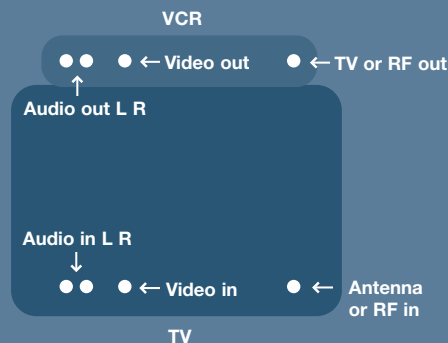 VCR
← Video out
← TV or RF out
↑
Audio out L R
Audio in L R
↓
← Video in
← Antenna
or RF in
TV